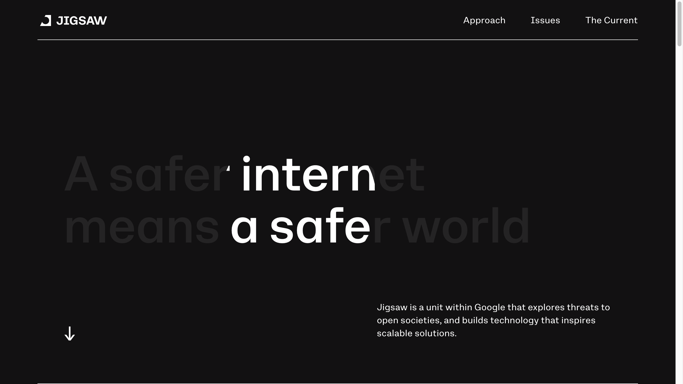 JIGSAW
Approach Issues The Current
A safer internet
means a safer world
Jigsaw is a unit within Google that explores threats to
open societies, and builds technology that inspires
scalable solutions.